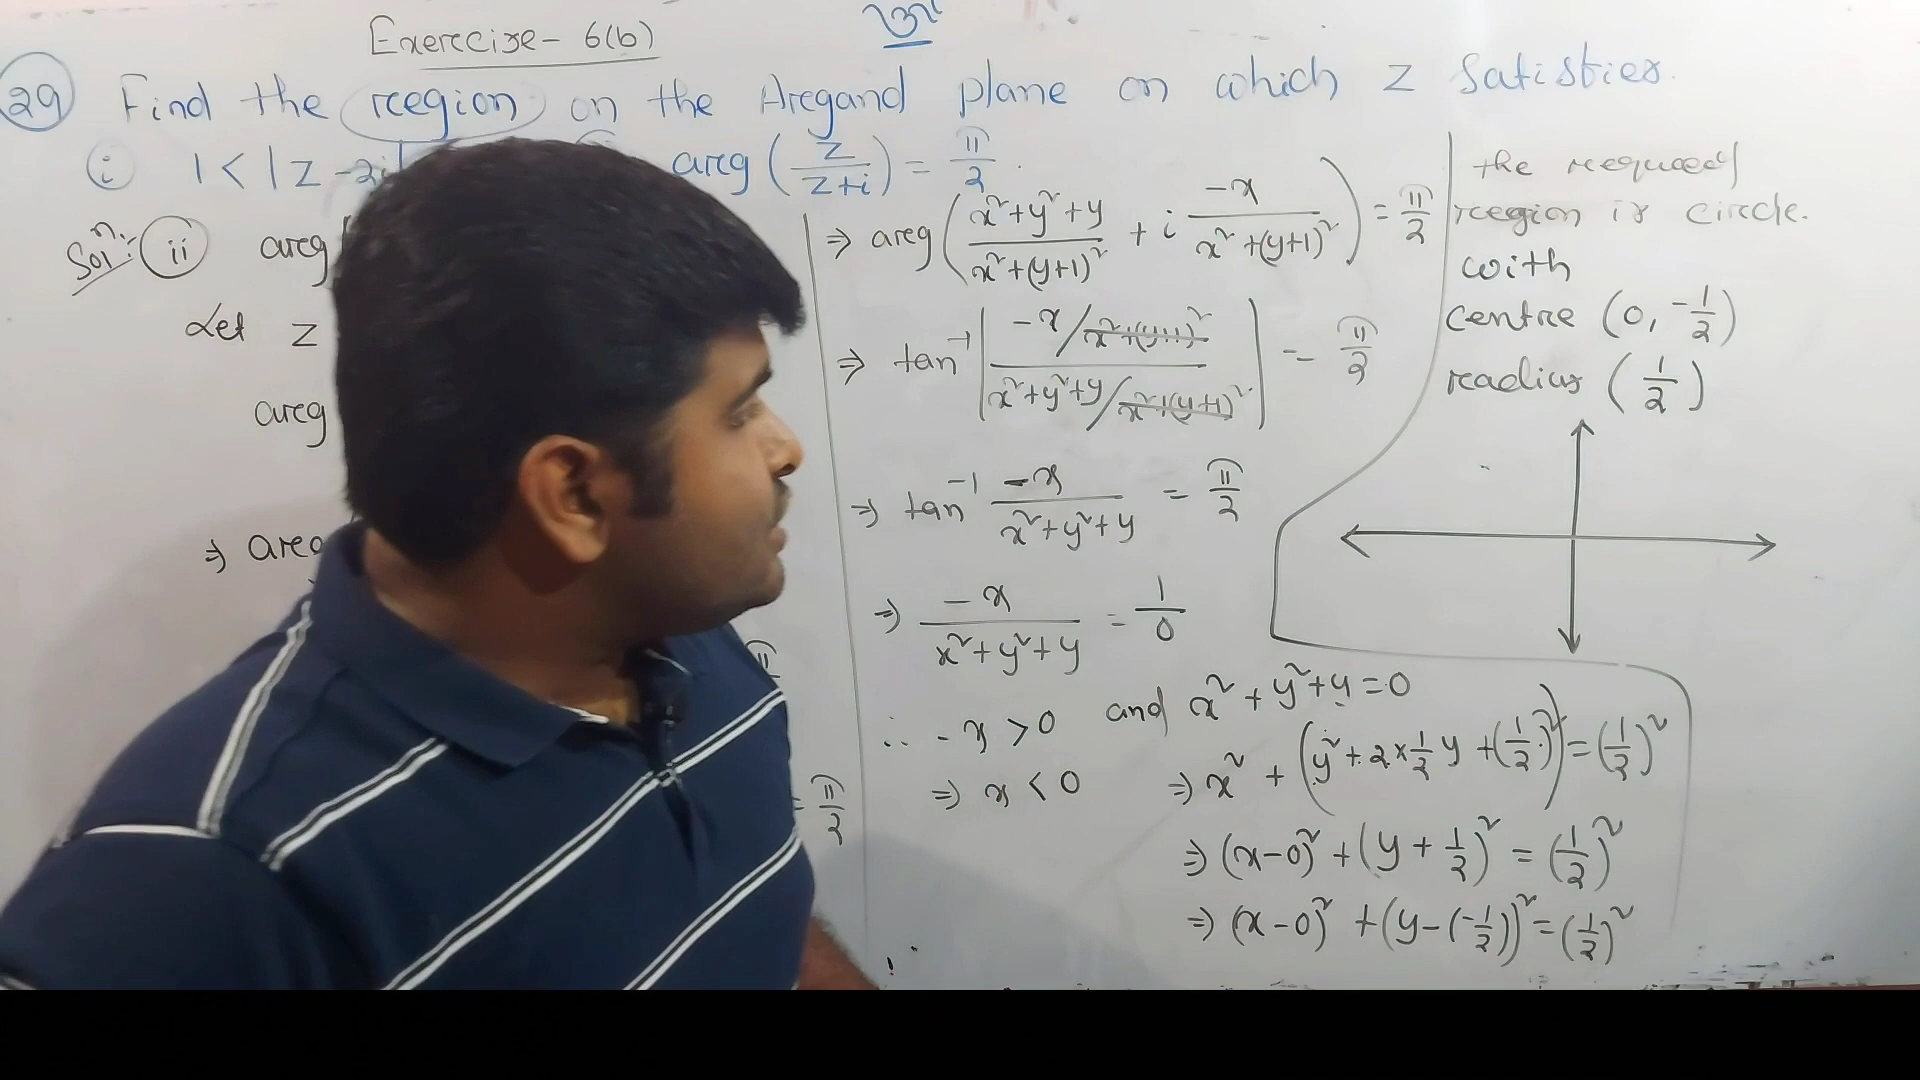 Exercise - 6(b)
29 Find the region on the Argand plane on which z satisfies.
(i) 1 < |z - 2i| arg (z/(z+i)) = π/2.
Solⁿ:- (ii) arg
Let z
arg
⇒ arg
π
= π/2
⇒ arg ((x²+y²+y)/(x²+(y+1)²) + i (-x)/(x²+(y+1)²)) = π/2
⇒ tan⁻¹ |(-x/x²+(y+1)²)/(x²+y²+y/x²+(y+1)²)| = π/2
⇒ tan⁻¹ (-x)/(x²+y²+y) = π/2
⇒ (-x)/(x²+y²+y) = 1/0
∴ -x > 0 and x² + y² + y = 0
⇒ x < 0
⇒ x² + (y² + 2×1/2 y + (1/2)²) = (1/2)²
⇒ (x-0)² + (y + 1/2)² = (1/2)²
⇒ (x-0)² + (y-(-1/2))² = (1/2)²
the required
region is circle.
with
centre (0, -1/2)
radius (1/2)